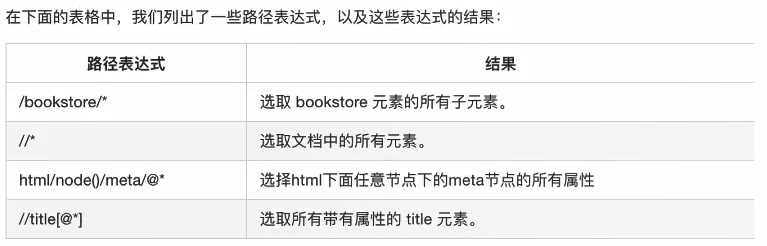 在下面的表格中，我们列出了一些路径表达式，以及这些表达式的结果：
路径表达式 结果
/bookstore/* 选取 bookstore 元素的所有子元素。
//* 选取文档中的所有元素。
html/node()/meta/@* 选择html下面任意节点下的meta节点的所有属性
//title[@*] 选取所有带有属性的 title 元素。